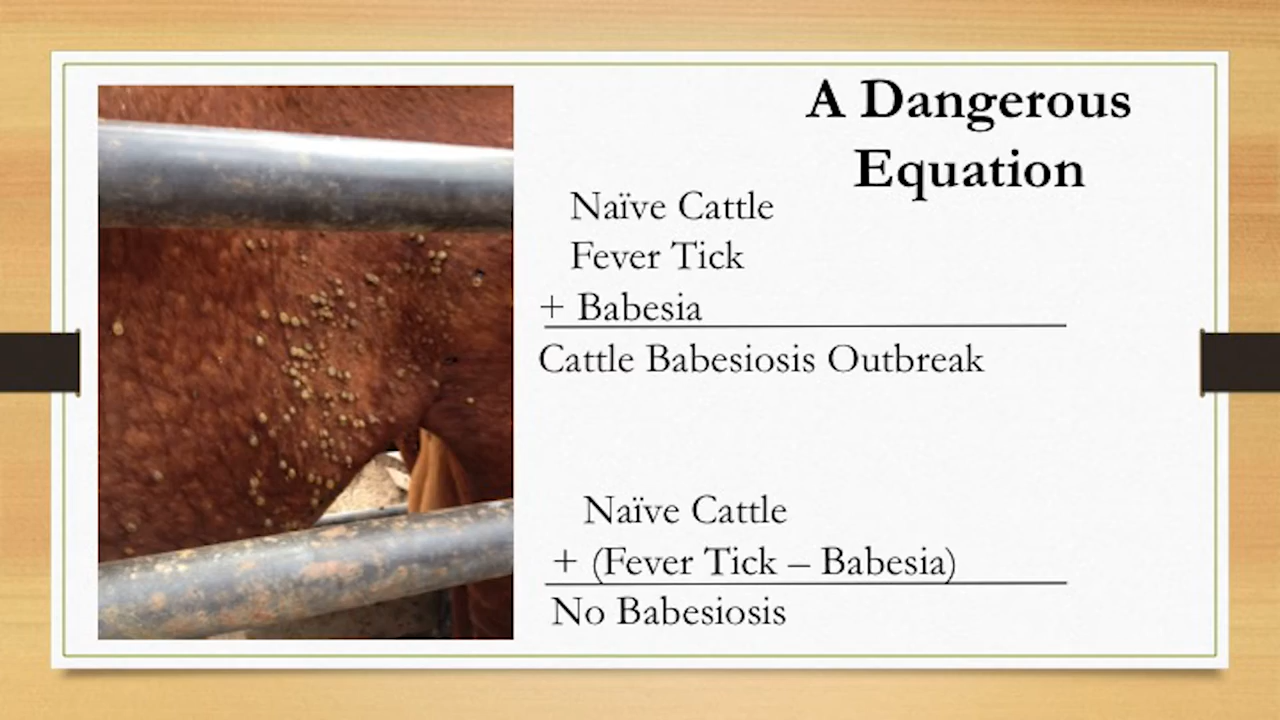 A Dangerous
Equation
Naïve Cattle
Fever Tick
+ Babesia
Cattle Babesiosis Outbreak
Naïve Cattle
+ (Fever Tick – Babesia)
No Babesiosis